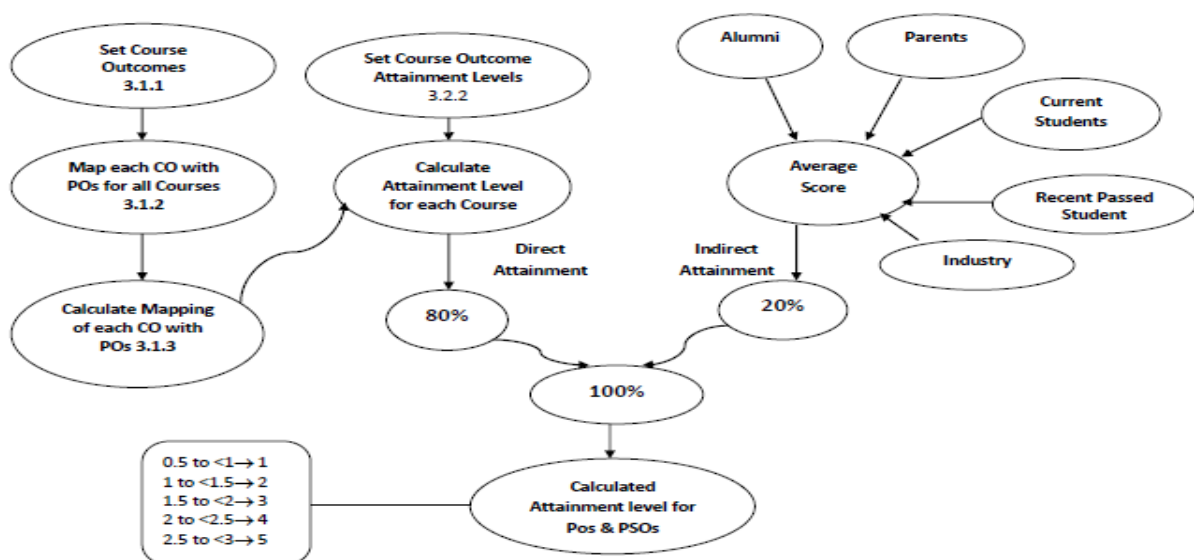 Set Course
Outcomes
3.1.1
Set Course Outcome
Attainment Levels
3.2.2
Alumni
Parents
Current
Students
Map each CO with
POs for all Courses
3.1.2
Calculate
Attainment Level
for each Course
Average
Score
Recent Passed
Student
Industry
Direct
Attainment
Indirect
Attainment
Calculate Mapping
of each CO with
POs 3.1.3
80%
20%
100%
0.5 to <1→ 1
1 to <1.5→ 2
1.5 to <2→ 3
2 to <2.5→ 4
2.5 to <3→ 5
Calculated
Attainment level for
Pos & PSOs